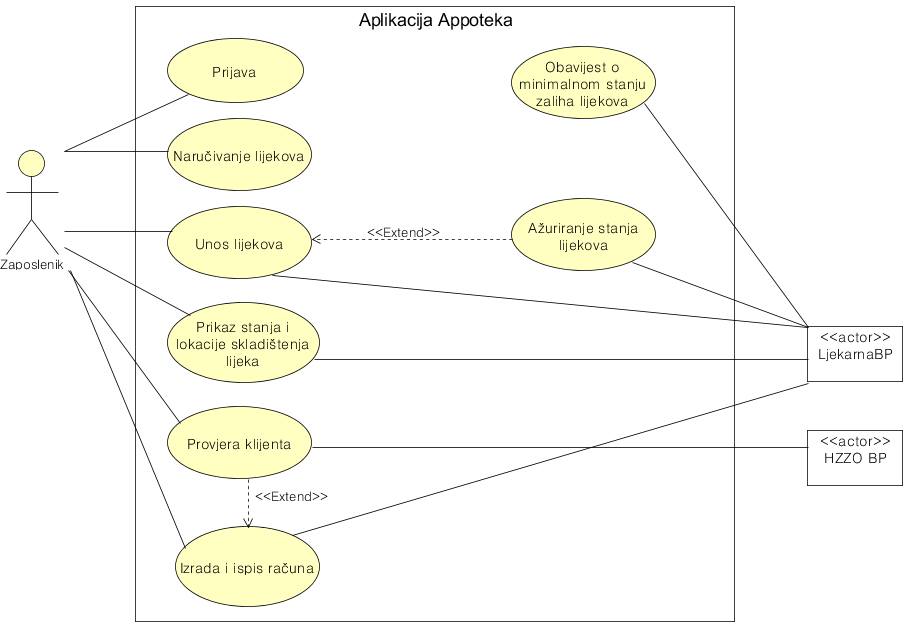 Aplikacija Appoteka
Prijava
Obavijest o
minimalnom stanju
zaliha lijekova
Naručivanje lijekova
Zaposlenik
Unos lijekova
<<Extend>>
Ažuriranje stanja
lijekova
Prikaz stanja i
lokacije skladištenja
lijeka
<<actor>>
LjekarnaBP
Provjera klijenta
<<actor>>
HZZO BP
<<Extend>>
Izrada i ispis računa